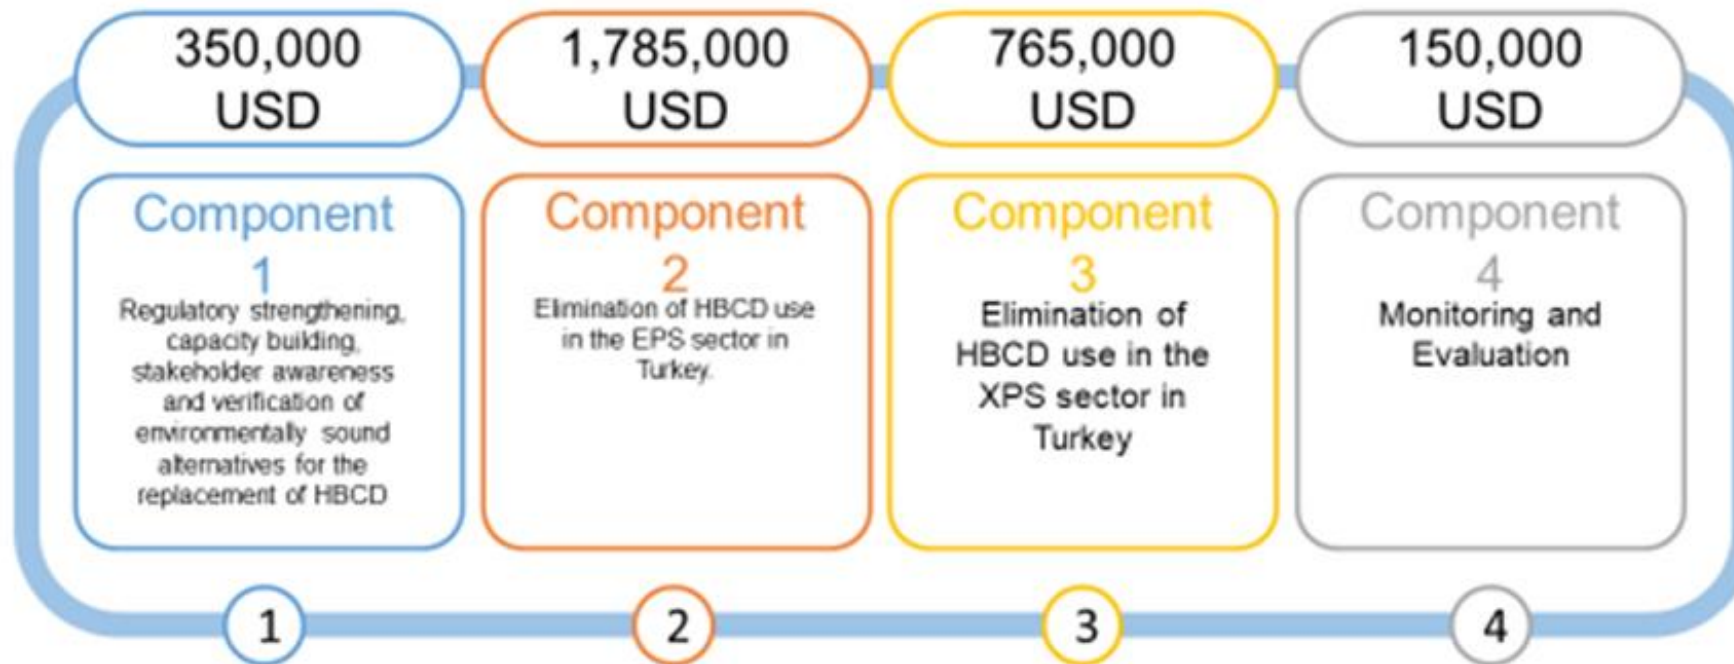 350,000
USD
1,785,000
USD
765,000
USD
150,000
USD
Component
1
Regulatory strengthening,
capacity building,
stakeholder awareness
and verification of
environmentally sound
alternatives for the
replacement of HBCD
Component
2
Elimination of HBCD use
in the EPS sector in
Turkey.
Component
3
Elimination of
HBCD use in the
XPS sector in
Turkey
Component
4
Monitoring and
Evaluation
1
2
3
4